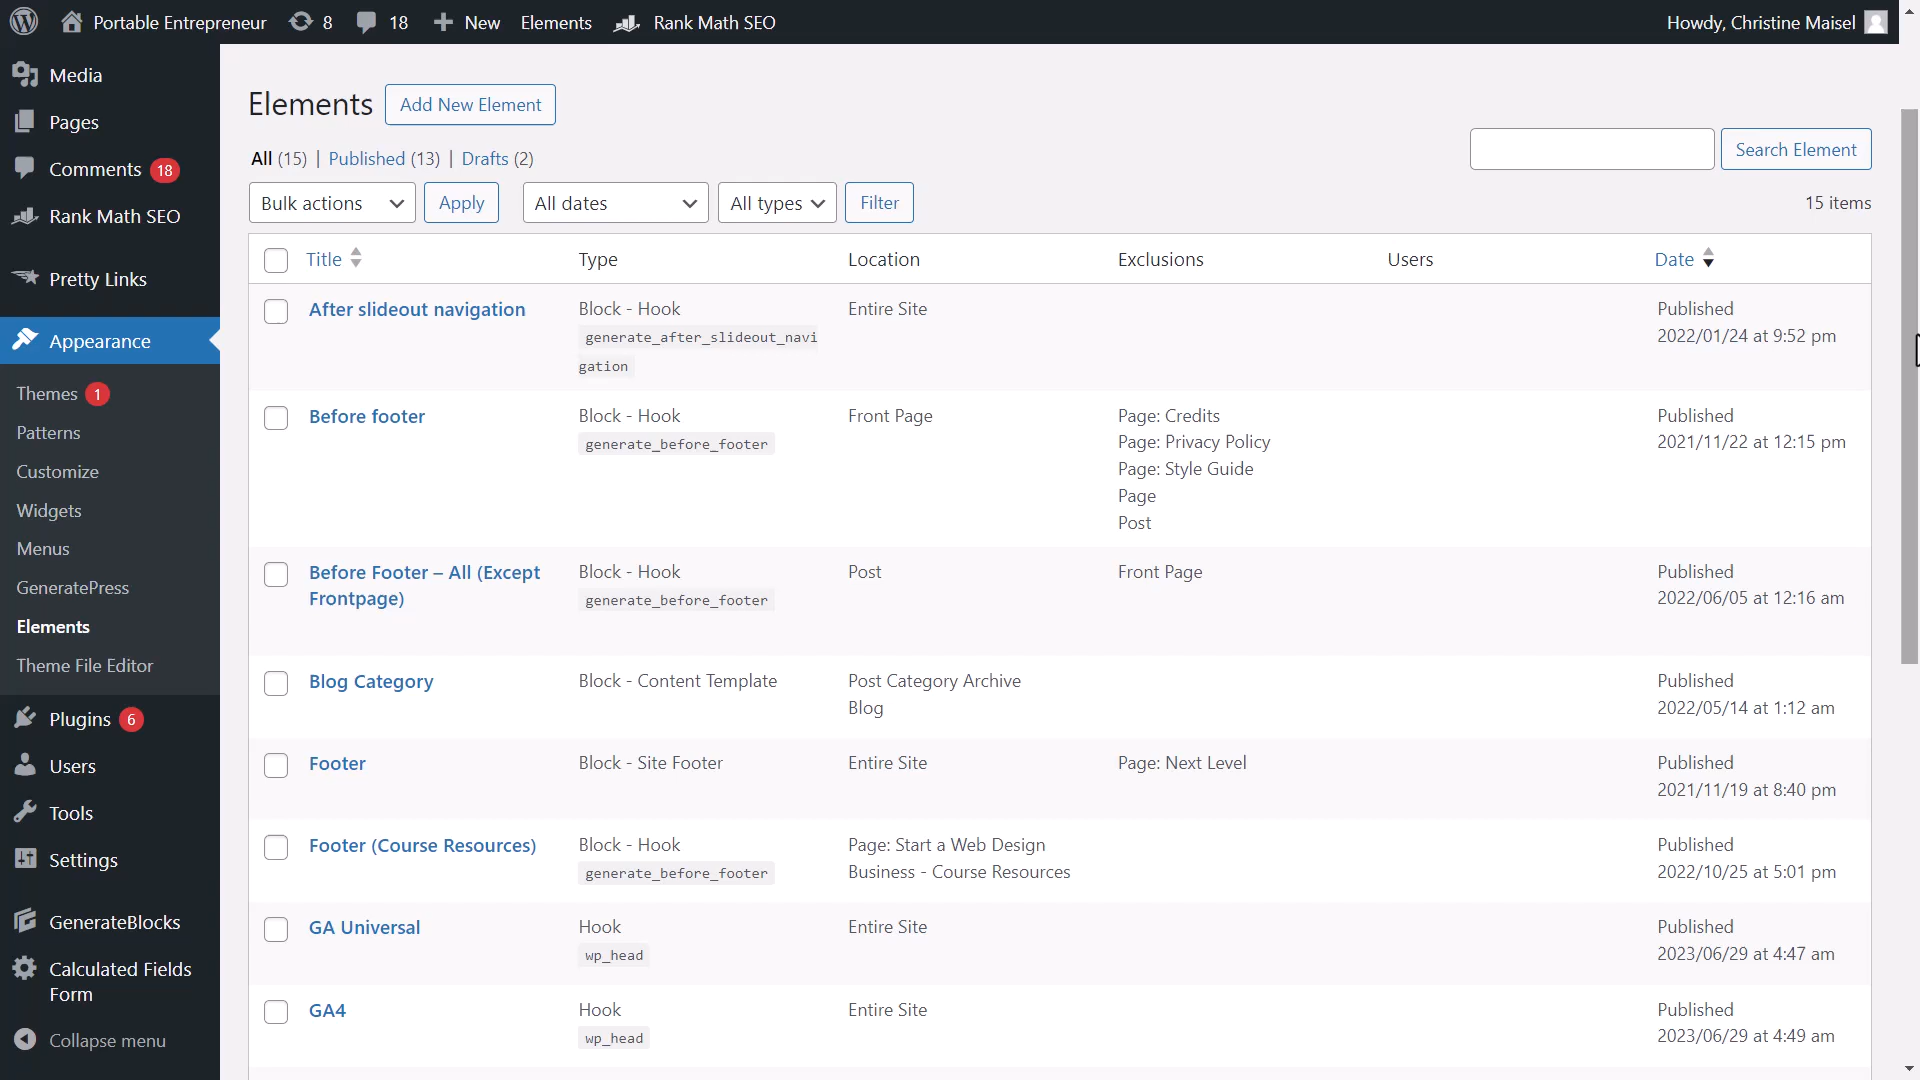 Portable Entrepreneur 8 18 New Elements Rank Math SEO Howdy, Christine Maisel
Media
Pages
Comments 18
Rank Math SEO
Pretty Links
Appearance
Themes 1
Patterns
Customize
Widgets
Menus
GeneratePress
Elements
Theme File Editor
Plugins 6
Users
Tools
Settings
GenerateBlocks
Calculated Fields
Form
Collapse menu
Elements Add New Element
All (15) | Published (13) | Drafts (2)
Search Element
Bulk actions Apply All dates All types Filter 15 items
Title Type Location Exclusions Users Date
After slideout navigation Block - Hook Entire Site Published
generate_after_slideout_navi 2022/01/24 at 9:52 pm
gation
Before footer Block - Hook Front Page Page: Credits Published
generate_before_footer Page: Privacy Policy 2021/11/22 at 12:15 pm
Page: Style Guide
Page
Post
Before Footer – All (Except Block - Hook Post Front Page Published
Frontpage) generate_before_footer 2022/06/05 at 12:16 am
Blog Category Block - Content Template Post Category Archive Published
Blog 2022/05/14 at 1:12 am
Footer Block - Site Footer Entire Site Page: Next Level Published
2021/11/19 at 8:40 pm
Footer (Course Resources) Block - Hook Page: Start a Web Design Published
generate_before_footer Business - Course Resources 2022/10/25 at 5:01 pm
GA Universal Hook Entire Site Published
wp_head 2023/06/29 at 4:47 am
GA4 Hook Entire Site Published
wp_head 2023/06/29 at 4:49 am